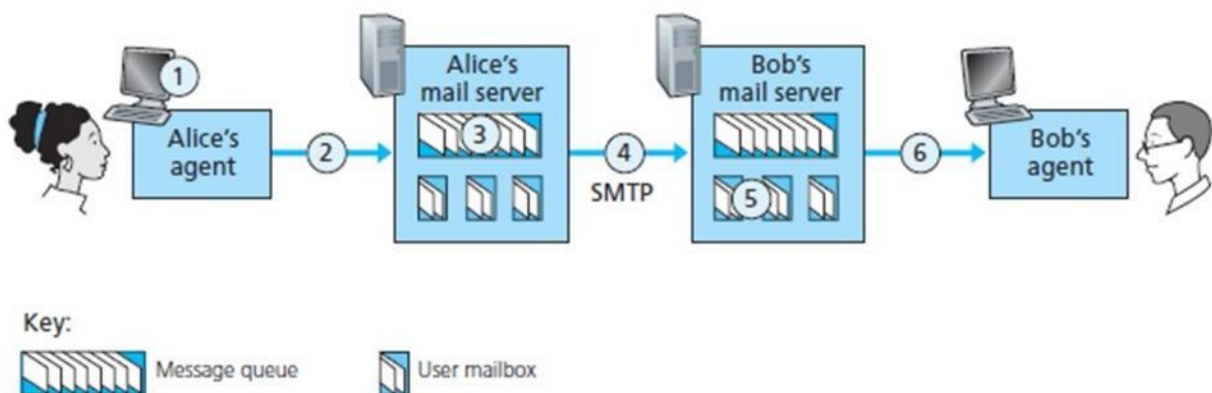 1
Alice's
agent
2
Alice's
mail server
3
4
SMTP
Bob's
mail server
5
6
Bob's
agent
Key:
Message queue
User mailbox